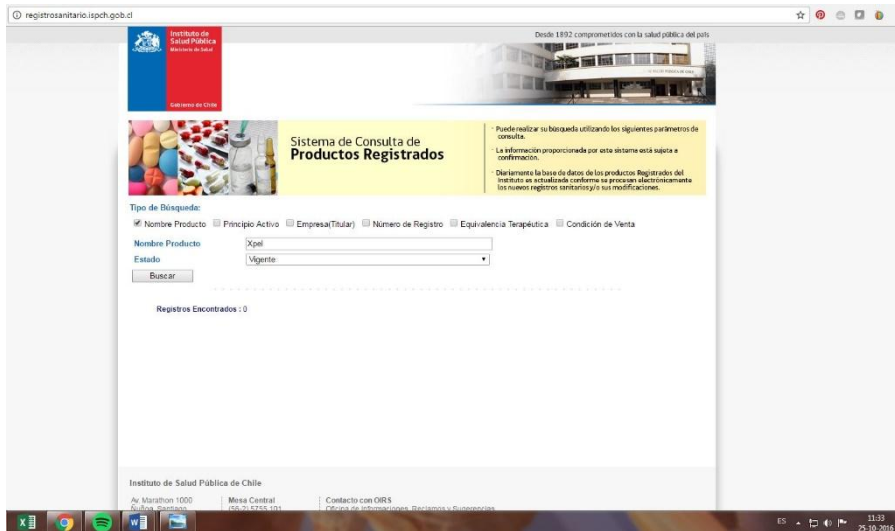 registrosanitario.ispch.gob.cl
Instituto de
Salud Pública
Ministerio de Salud
Gobierno de Chile
Desde 1892 comprometidos con la salud pública del país
Sistema de Consulta de
Productos Registrados
· Puede realizar su búsqueda utilizando los siguientes parámetros de
consulta.
· La información proporcionada por este sistema está sujeta a
confirmación.
· Diariamente la base de datos de los productos Registrados del
Instituto es actualizada conforme se procesan electrónicamente
los nuevos registros sanitarios y/o sus modificaciones.
Tipo de Búsqueda:
Nombre Producto Principio Activo Empresa(Titular) Número de Registro Equivalencia Terapéutica Condición de Venta
Nombre Producto Xpel
Estado Vigente
Buscar
Registros Encontrados : 0
Instituto de Salud Pública de Chile
Av. Marathon 1000 Mesa Central Contacto con OIRS
Ñuñoa, Santiago (56-2) 5755 101 Oficina de Informaciones, Reclamos y Sugerencias
ES 11:33
25-10-2016